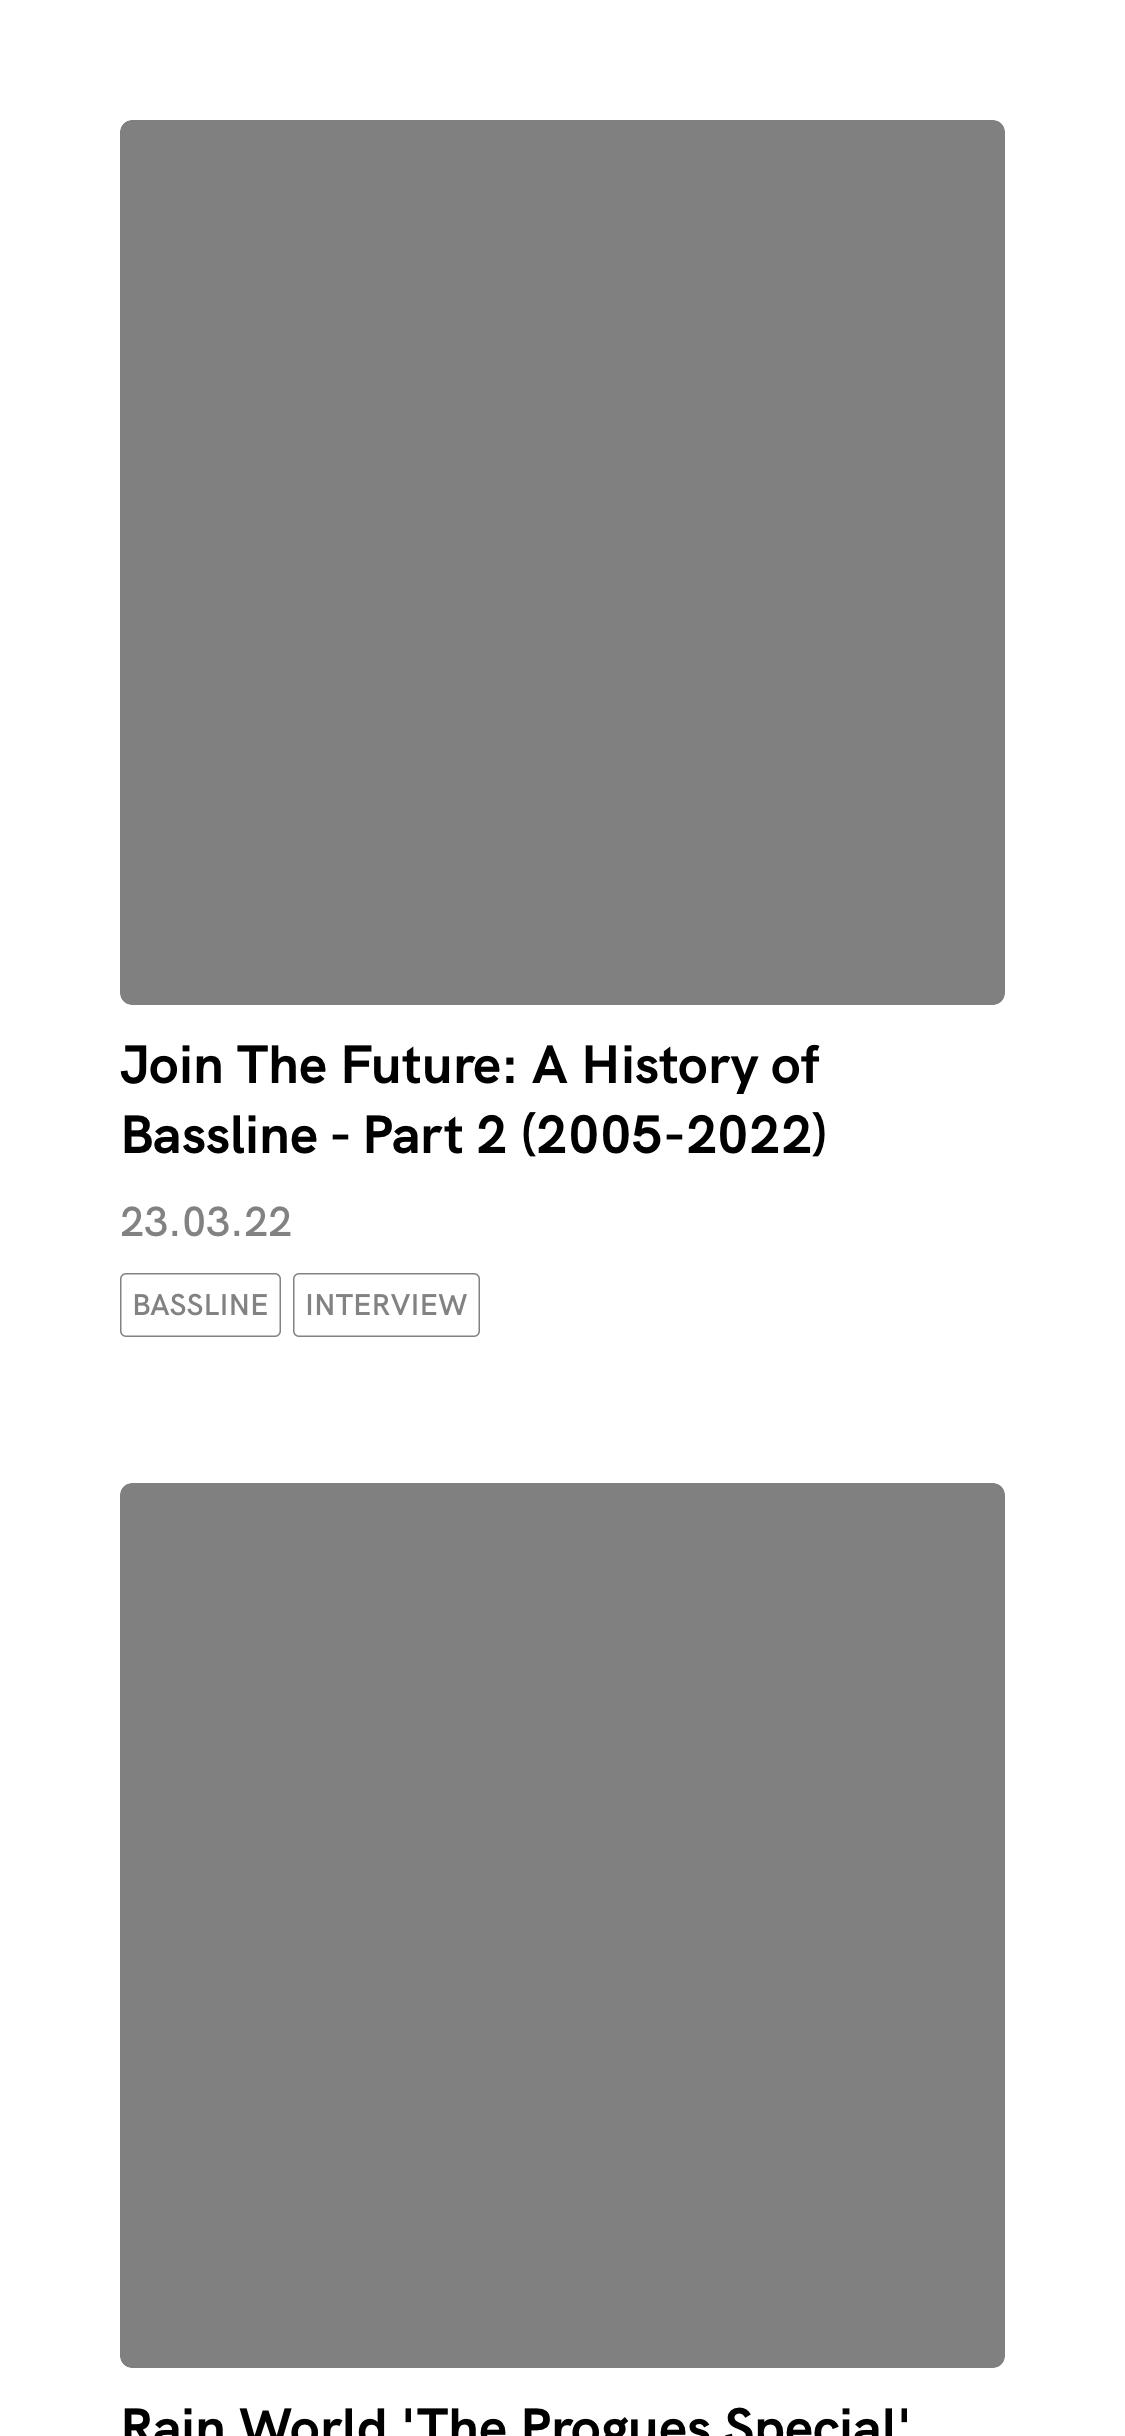 Join The Future: A History of
Bassline - Part 2 (2005-2022)
23.03.22
BASSLINE INTERVIEW
Rain World 'The Progues Special'